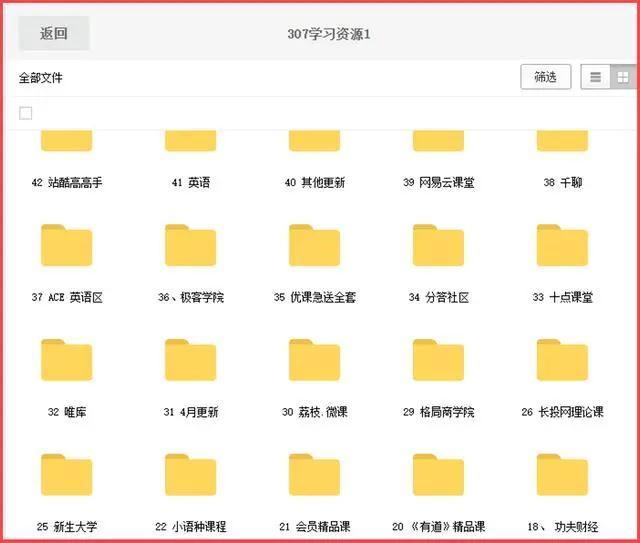 返回
307学习资源1
全部文件
筛选
42 站酷高高手
41 英语
40 其他更新
39 网易云课堂
38 千聊
37 ACE 英语区
36、极客学院
35 优课急送全套
34 分答社区
33 十点课堂
32 唯库
31 4月更新
30 荔枝.微课
29 格局商学院
26 长投网理论课
25 新生大学
22 小语种课程
21 会员精品课
20 《有道》精品课
18、 功夫财经